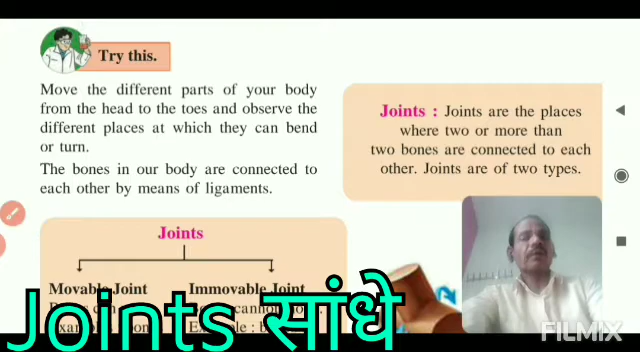 Try this.
Move the different parts of your body
from the head to the toes and observe the
different places at which they can bend
or turn.
The bones in our body are connected to
each other by means of ligaments.
Joints : Joints are the places
where two or more than
two bones are connected to each
other. Joints are of two types.
Joints
Movable Joint
Immovable Joint
Joints सांधे
FILMIX